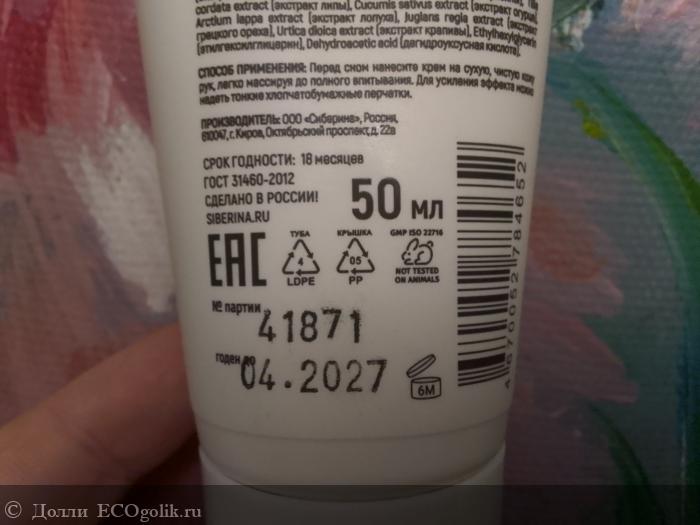 cordata extract (экстракт липы), Cucumis sativus extract (экстракт огурца),
Arctium lappa extract (экстракт лопуха), Juglans regia extract (экстракт
грецкого ореха), Urtica dioica extract (экстракт крапивы), Ethylhexylglycerin
(этилгексилглицерин), Dehydroacetic acid (дегидроуксусная кислота).
СПОСОБ ПРИМЕНЕНИЯ: Перед сном нанесите крем на сухую, чистую кожу
рук, легко массируя до полного впитывания. Для усиления эффекта можно
надеть тонкие хлопчатобумажные перчатки.
ПРОИЗВОДИТЕЛЬ: ООО «Сиберина», Россия,
610047, г. Киров, Октябрьский проспект, д. 22в
СРОК ГОДНОСТИ: 18 месяцев
ГОСТ 31460-2012
СДЕЛАНО В РОССИИ!
SIBERINA.RU
50 мл
EAC
ТУБА
4
LDPE
КРЫШКА
05
PP
GMP ISO 22716
NOT TESTED
ON ANIMALS
№ партии
41871
годен до
04.2027
6M
4670052784652
© Долли ECOgolik.ru